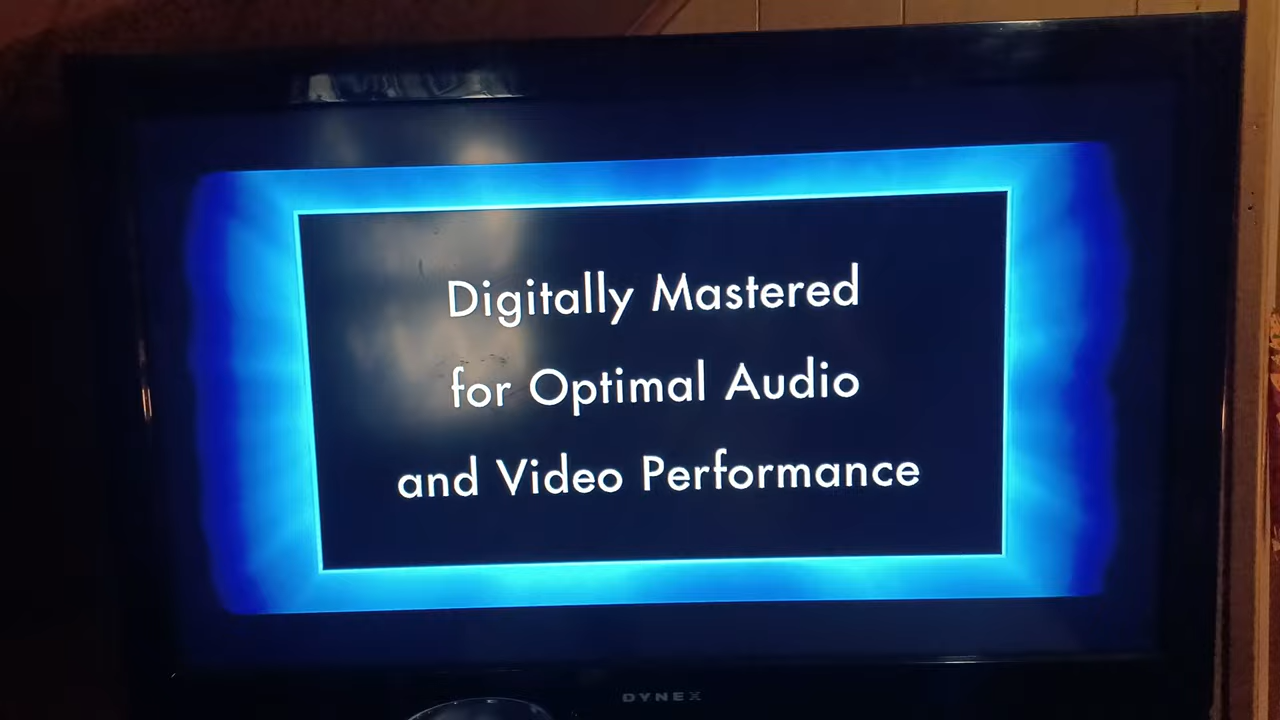 Digitally Mastered
for Optimal Audio
and Video Performance
DYNEX